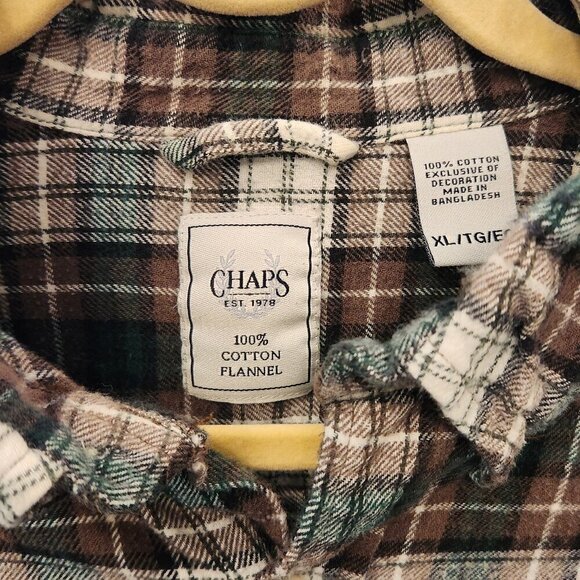 CHAPS
EST. 1978
100%
COTTON
FLANNEL
100% COTTON
EXCLUSIVE OF
DECORATION
MADE IN
BANGLADESH
XL/TG/E